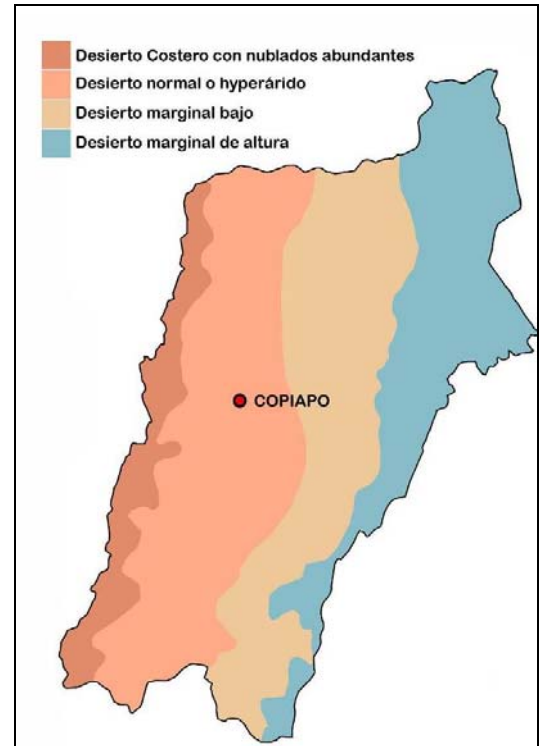 Desierto Costero con nublados abundantes
Desierto normal o hyperárido
Desierto marginal bajo
Desierto marginal de altura
COPIAPO